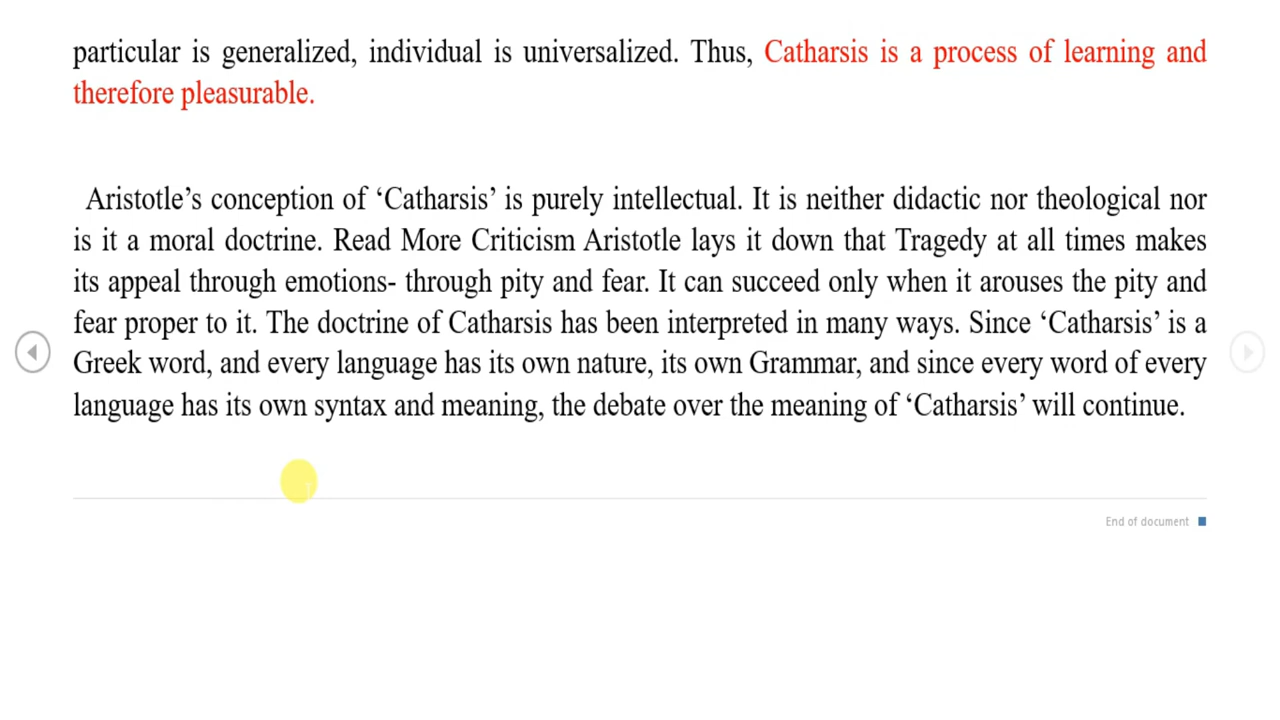 particular is generalized, individual is universalized. Thus, Catharsis is a process of learning and
therefore pleasurable.
Aristotle’s conception of ‘Catharsis’ is purely intellectual. It is neither didactic nor theological nor
is it a moral doctrine. Read More Criticism Aristotle lays it down that Tragedy at all times makes
its appeal through emotions- through pity and fear. It can succeed only when it arouses the pity and
fear proper to it. The doctrine of Catharsis has been interpreted in many ways. Since ‘Catharsis’ is a
Greek word, and every language has its own nature, its own Grammar, and since every word of every
language has its own syntax and meaning, the debate over the meaning of ‘Catharsis’ will continue.
End of document